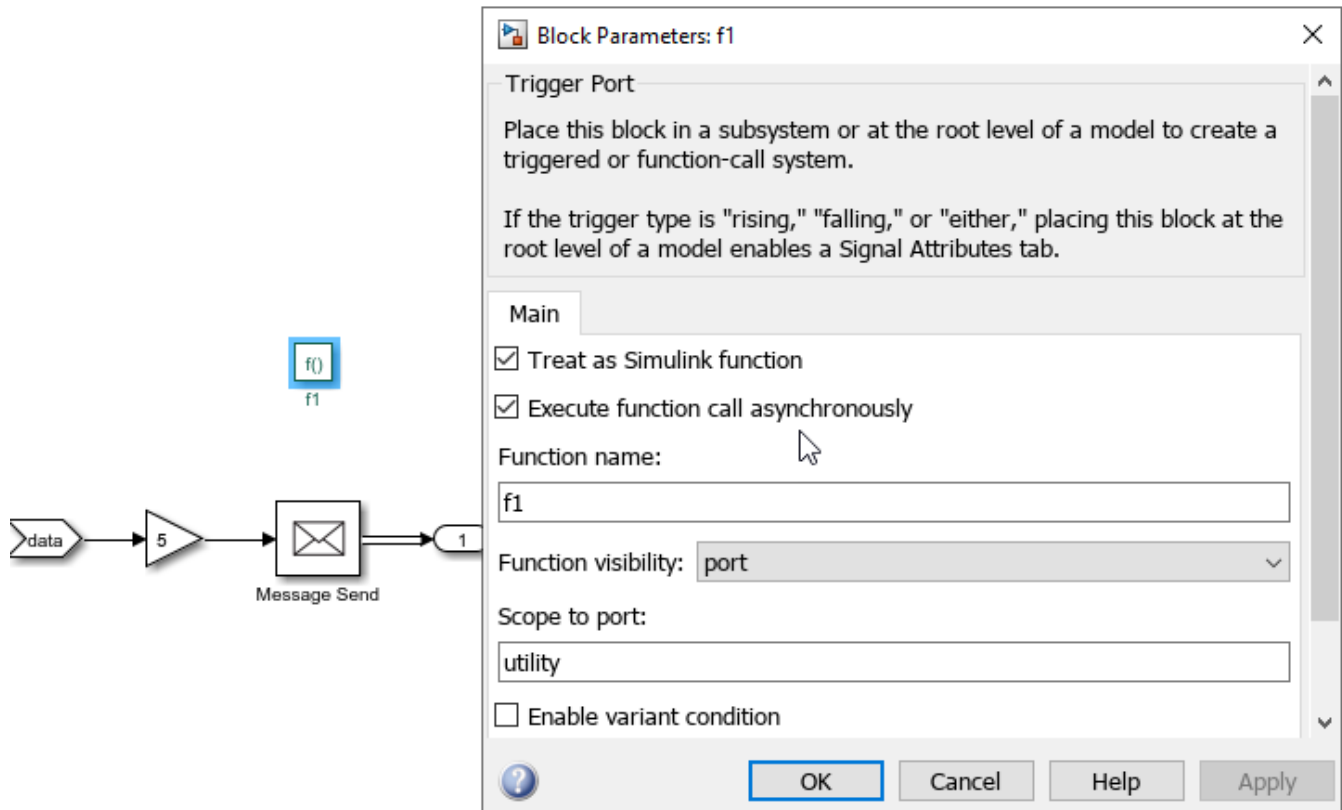 Block Parameters: f1
Trigger Port
Place this block in a subsystem or at the root level of a model to create a
triggered or function-call system.
If the trigger type is "rising," "falling," or "either," placing this block at the
root level of a model enables a Signal Attributes tab.
Main
Treat as Simulink function
Execute function call asynchronously
Function name:
f1
Function visibility: port
Scope to port:
utility
Enable variant condition
OK Cancel Help Apply
f()
f1
data 5 1
Message Send